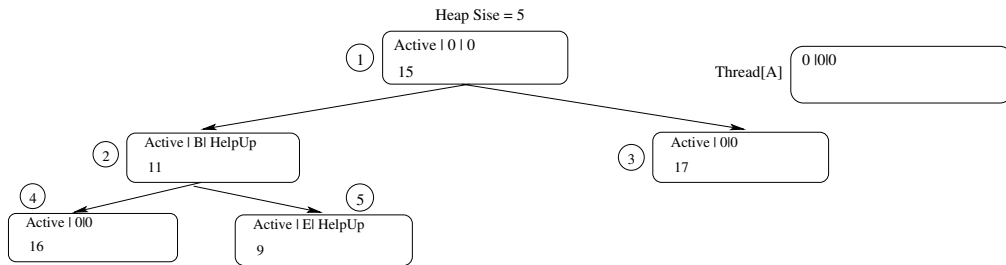 Heap Sise = 5
1
Active | 0 | 0
15
Thread[A]
0 |0|0
2
Active | B| HelpUp
11
3
Active | 0|0
17
4
Active | 0|0
16
5
Active | E| HelpUp
9